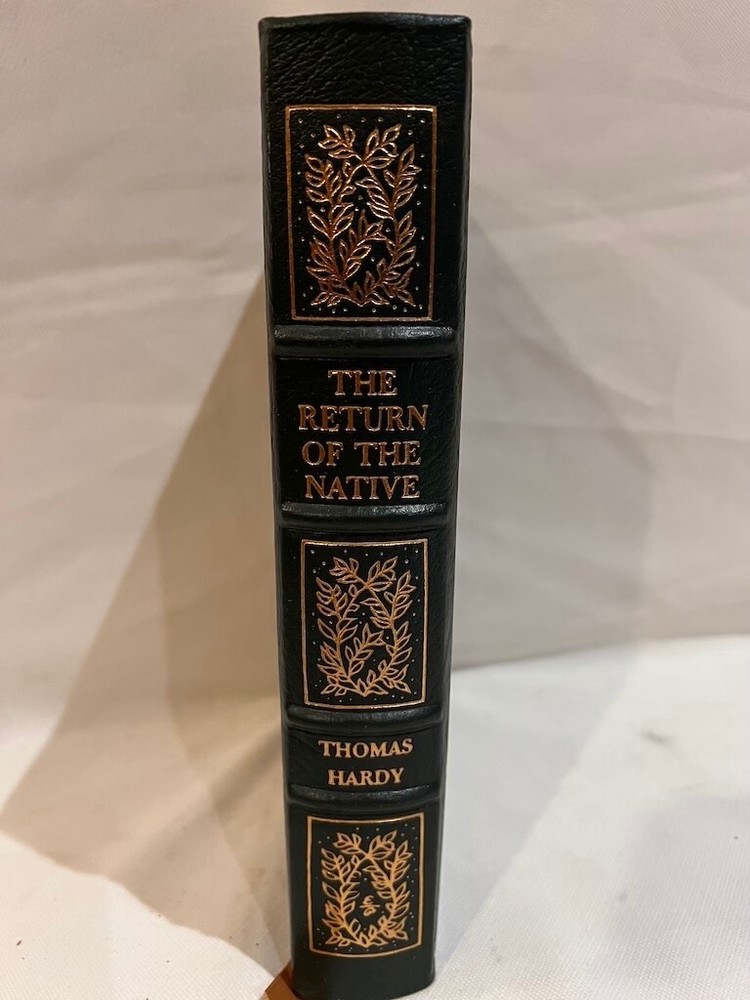 THE
RETURN
OF THE
NATIVE
THOMAS
HARDY